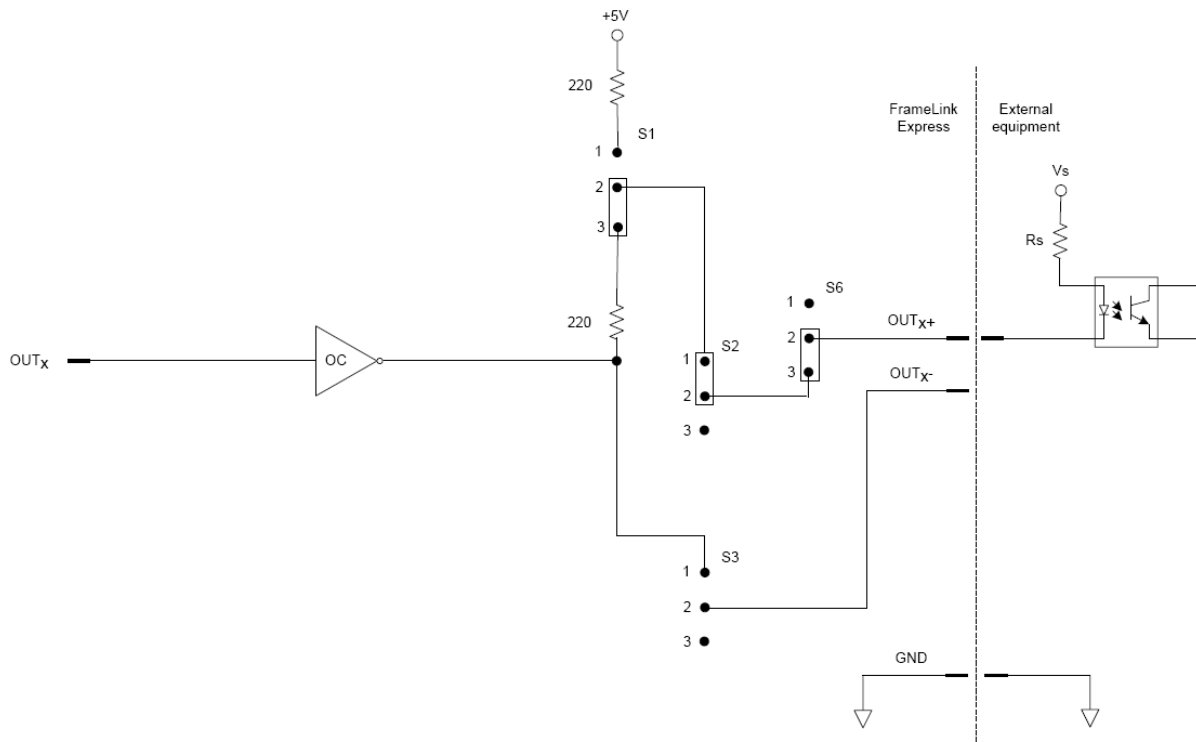 +5V
220
S1
1
2
3
220
FrameLink
Express
External
equipment
Vs
Rs
S6
1
2
3
OUTX+
OUTX-
OUTX
OC
S2
1
2
3
S3
1
2
3
GND